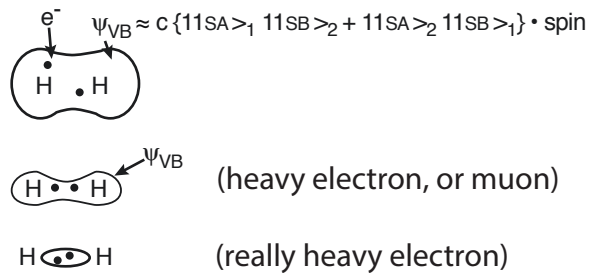 e⁻ ψVB ≈ c {11SA>₁ 11SB>₂ + 11SA>₂ 11SB>₁} • spin
H H
ψVB
H H (heavy electron, or muon)
H H (really heavy electron)